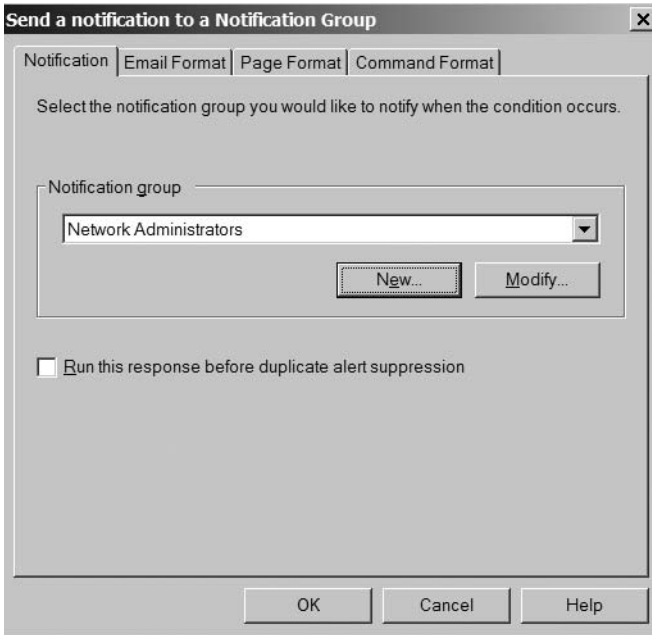 Send a notification to a Notification Group
Notification Email Format Page Format Command Format
Select the notification group you would like to notify when the condition occurs.
Notification group
Network Administrators
New... Modify...
Run this response before duplicate alert suppression
OK Cancel Help